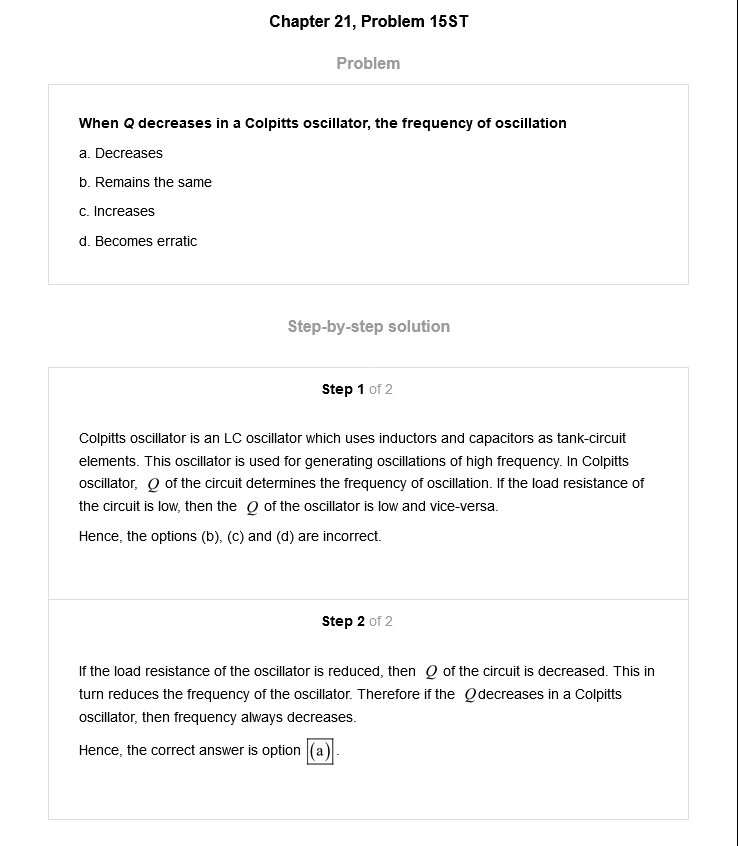 Chapter 21, Problem 15ST
Problem
When Q decreases in a Colpitts oscillator, the frequency of oscillation
a. Decreases
b. Remains the same
c. Increases
d. Becomes erratic
Step-by-step solution
Step 1 of 2
Colpitts oscillator is an LC oscillator which uses inductors and capacitors as tank-circuit
elements. This oscillator is used for generating oscillations of high frequency. In Colpitts
oscillator, Q of the circuit determines the frequency of oscillation. If the load resistance of
the circuit is low, then the Q of the oscillator is low and vice-versa.
Hence, the options (b), (c) and (d) are incorrect.
Step 2 of 2
If the load resistance of the oscillator is reduced, then Q of the circuit is decreased. This in
turn reduces the frequency of the oscillator. Therefore if the Q decreases in a Colpitts
oscillator, then frequency always decreases.
Hence, the correct answer is option (a).